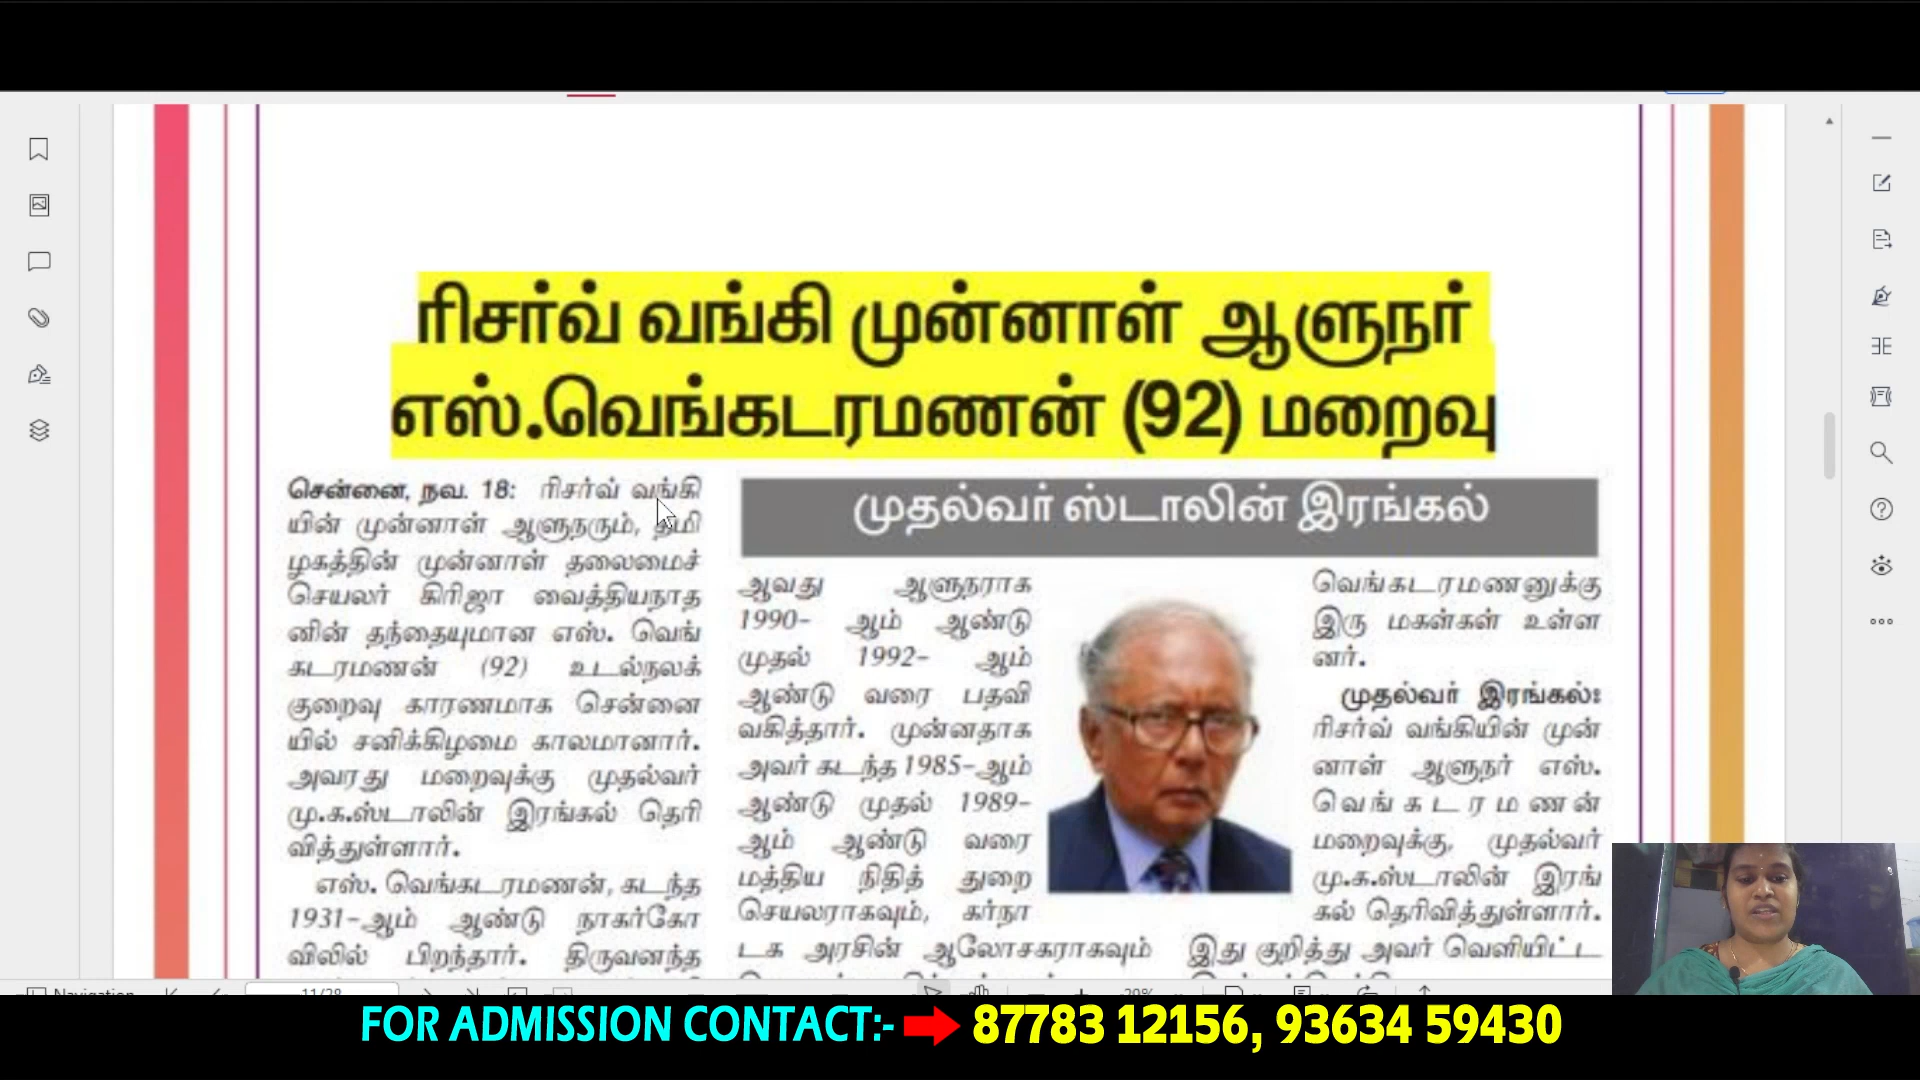 ரிசர்வ் வங்கி முன்னாள் ஆளுநர்
எஸ்.வெங்கடரமணன் (92) மறைவு
சென்னை, நவ. 18: ரிசர்வ் வங்கி
யின் முன்னாள் ஆளுநரும், தமி
ழகத்தின் முன்னாள் தலைமைச்
செயலர் கிரிஜா வைத்தியநாத
னின் தந்தையுமான எஸ். வெங்
கடரமணன் (92) உடல்நலக்
குறைவு காரணமாக சென்னை
யில் சனிக்கிழமை காலமானார்.
அவரது மறைவுக்கு முதல்வர்
மு.க.ஸ்டாலின் இரங்கல் தெரி
வித்துள்ளார்.
எஸ். வெங்கடரமணன், கடந்த
1931-ஆம் ஆண்டு நாகர்கோ
விலில் பிறந்தார். திருவனந்த
முதல்வர் ஸ்டாலின் இரங்கல்
ஆவது ஆளுநராக
1990- ஆம் ஆண்டு
முதல் 1992- ஆம்
ஆண்டு வரை பதவி
வகித்தார். முன்னதாக
அவர் கடந்த 1985-ஆம்
ஆண்டு முதல் 1989-
ஆம் ஆண்டு வரை
மத்திய நிதித் துறை
செயலராகவும், கர்நா
டக அரசின் ஆலோசகராகவும்
வெங்கடரமணனுக்கு
இரு மகள்கள் உள்ள
னர்.
முதல்வர் இரங்கல்:
ரிசர்வ் வங்கியின் முன்
னாள் ஆளுநர் எஸ்.
வெங்கடரமணன்
மறைவுக்கு, முதல்வர்
மு.க.ஸ்டாலின் இரங்
கல் தெரிவித்துள்ளார்.
இது குறித்து அவர் வெளியிட்ட
Navigation
11/28
FOR ADMISSION CONTACT:- 87783 12156, 93634 59430